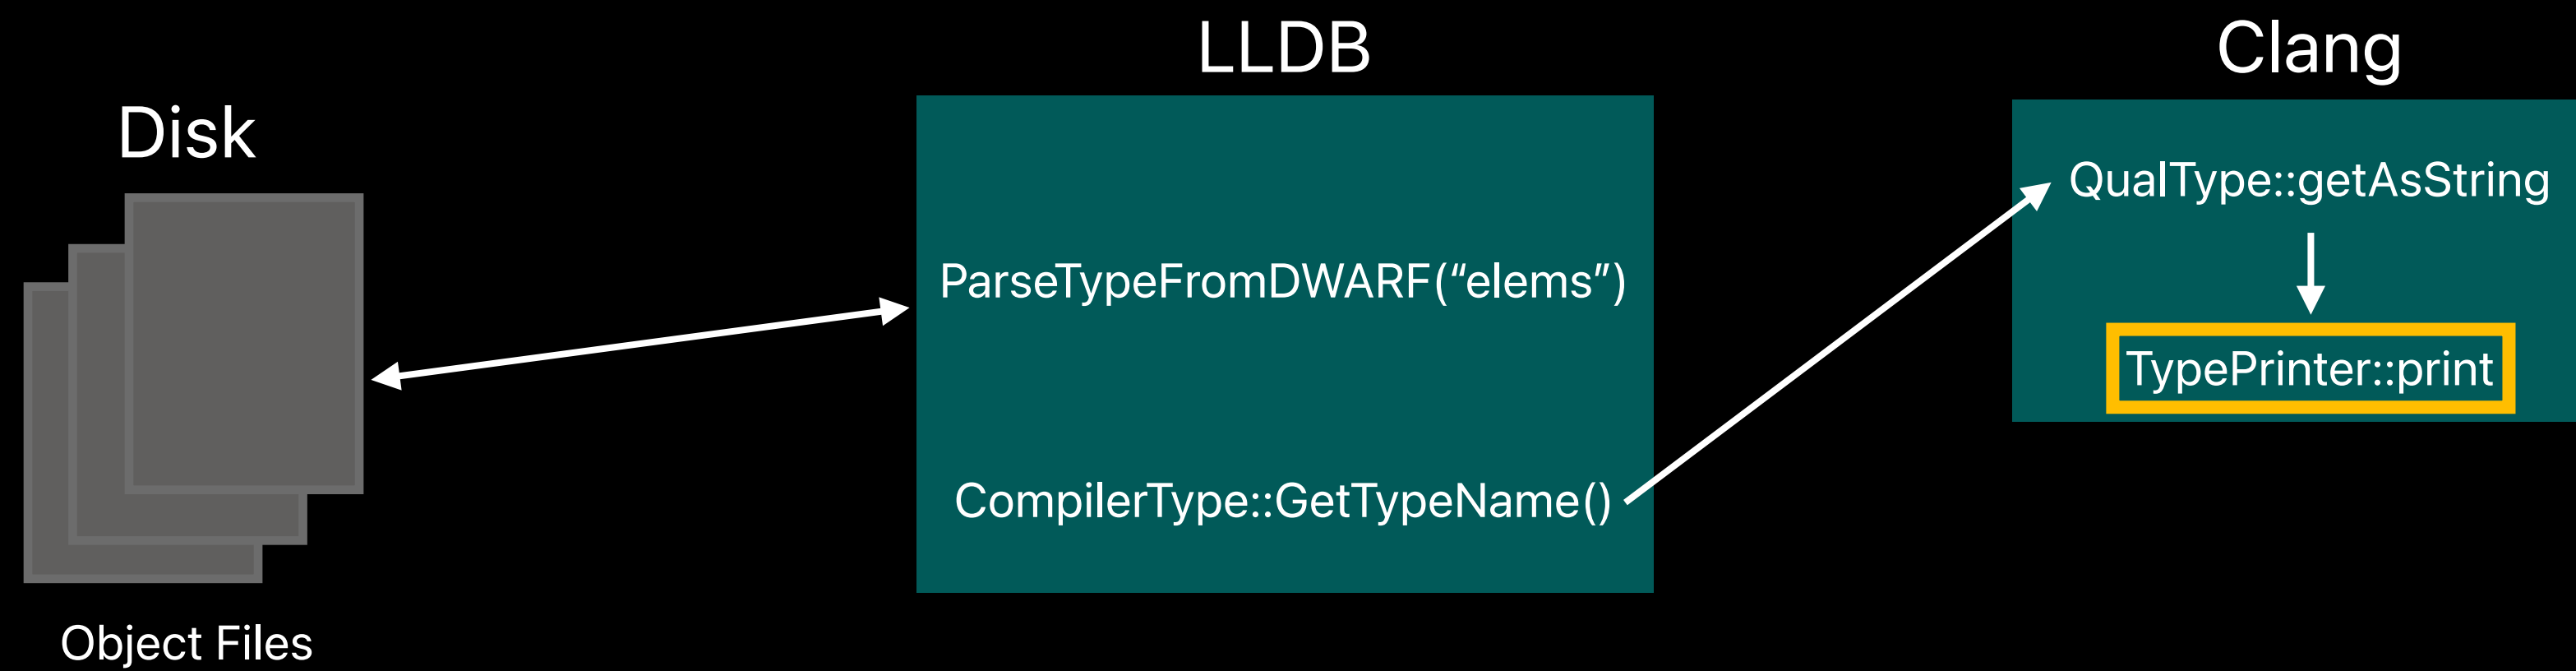 Disk
Object Files
LLDB
ParseTypeFromDWARF(“elems”)
CompilerType::GetTypeName()
Clang
QualType::getAsString
TypePrinter::print